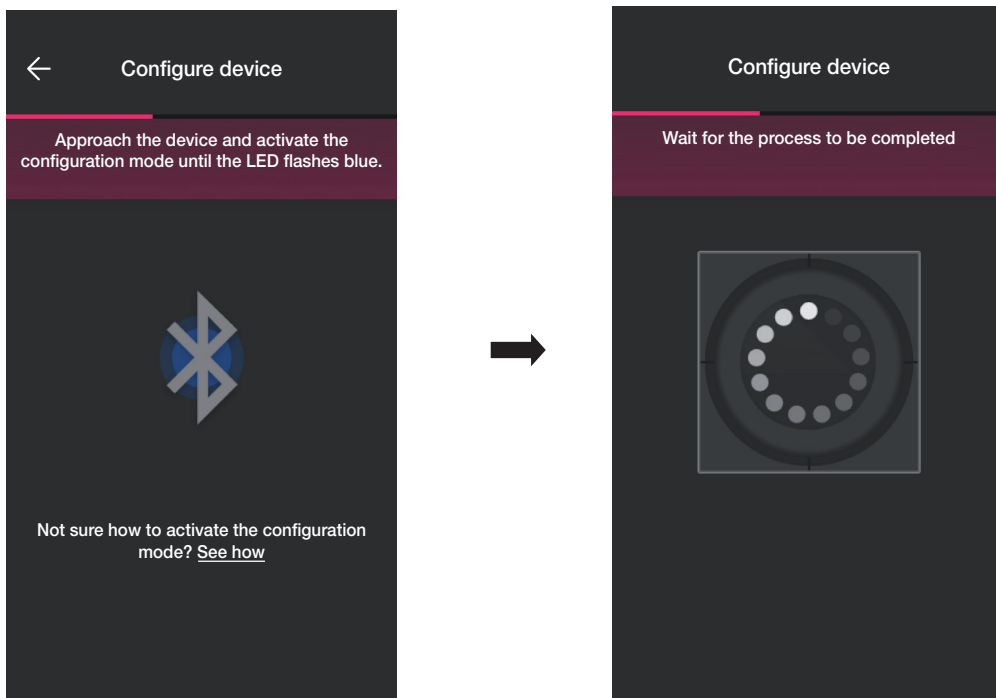 Configure device
Approach the device and activate the
configuration mode until the LED flashes blue.
Not sure how to activate the configuration
mode? See how
Configure device
Wait for the process to be completed